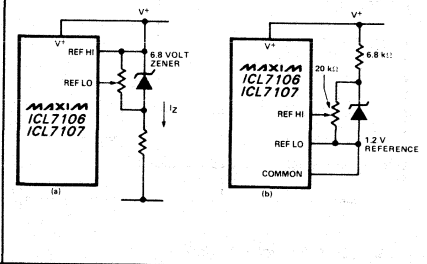 V+
V+
REF HI
6.8 VOLT
ZENER
REF LO
MAXIM
ICL7106
ICL7107
IZ
(a)
V+
V+
6.8 kΩ
MAXIM
ICL7106
ICL7107
20 kΩ
REF HI
REF LO
1.2 V
REFERENCE
COMMON
(b)